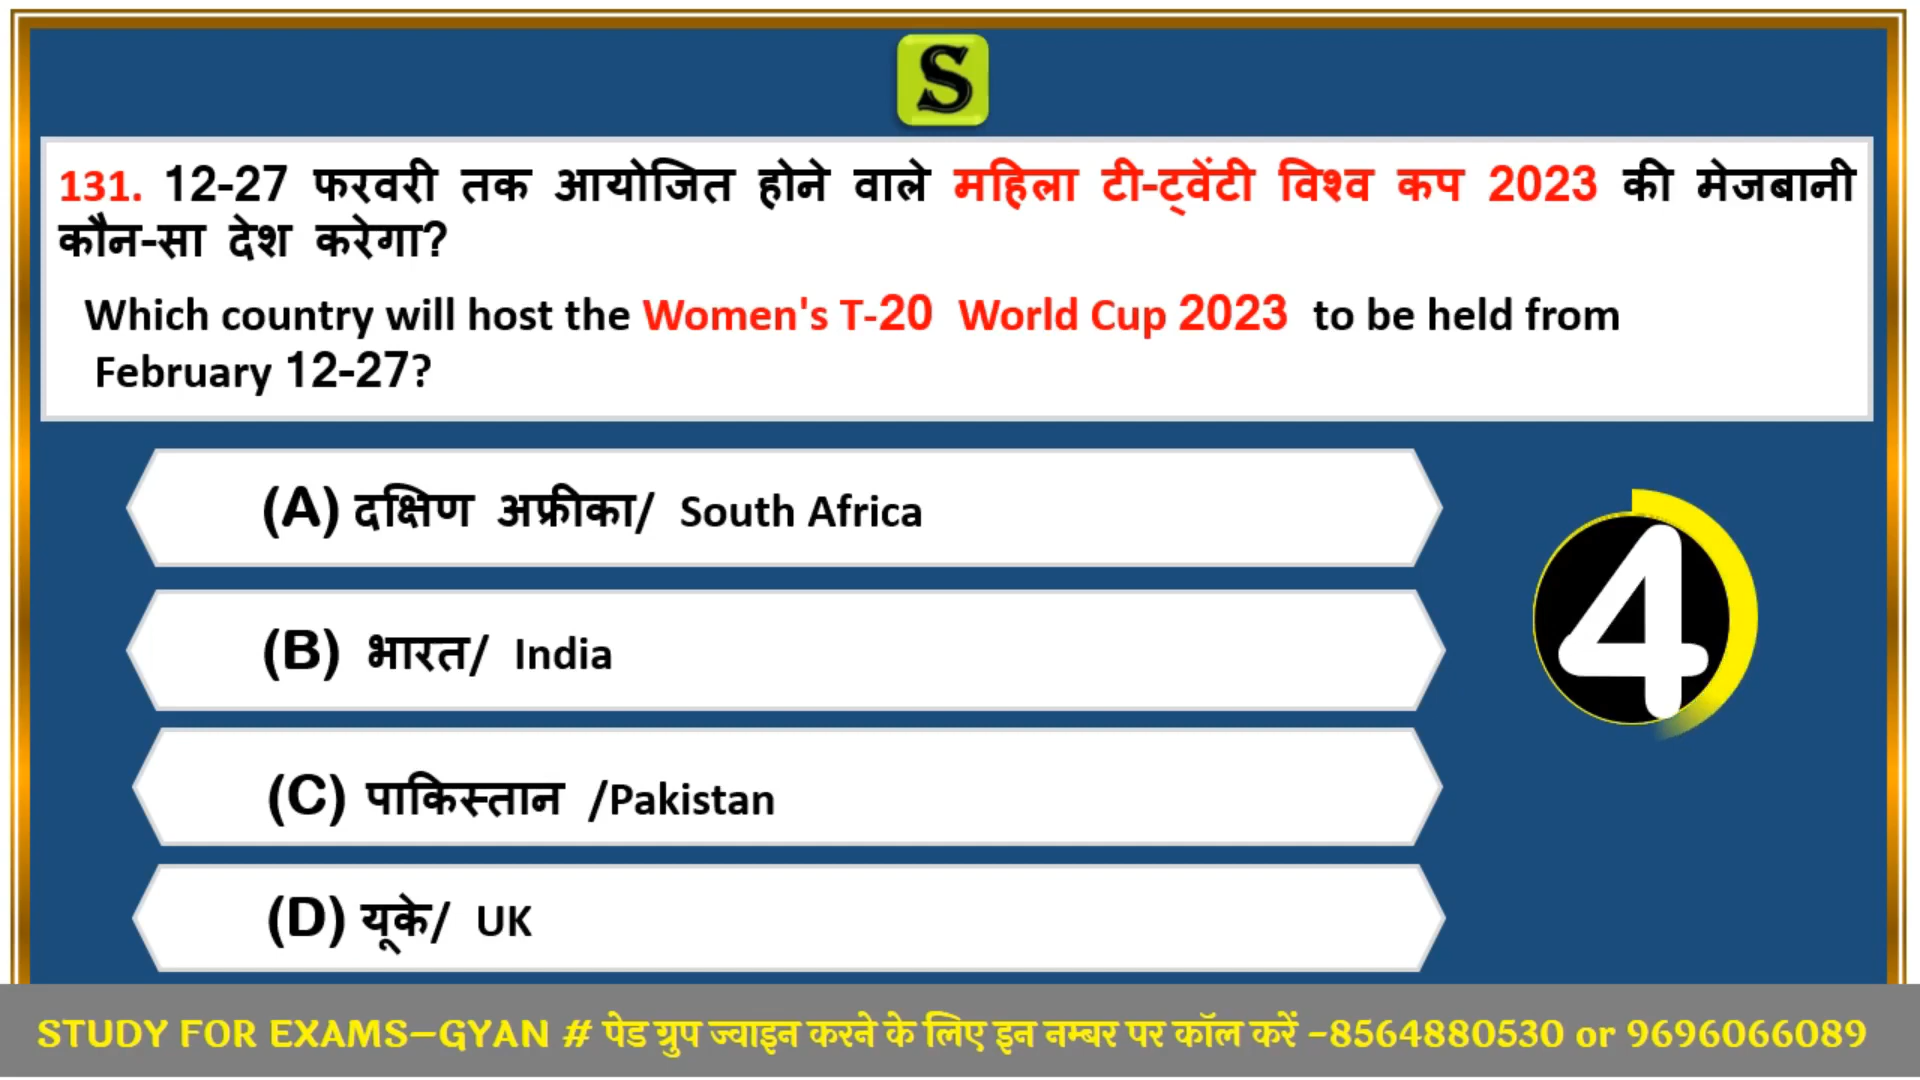 S
131. 12-27 फरवरी तक आयोजित होने वाले महिला टी-ट्वेंटी विश्व कप 2023 की मेजबानी
कौन-सा देश करेगा?
Which country will host the Women's T-20 World Cup 2023 to be held from
February 12-27?
(A) दक्षिण अफ्रीका/ South Africa
(B) भारत/ India
4
(C) पाकिस्तान /Pakistan
(D) यूके/ UK
STUDY FOR EXAMS-GYAN # पेड ग्रुप ज्वाइन करने के लिए इन नम्बर पर कॉल करें -8564880530 or 9696066089